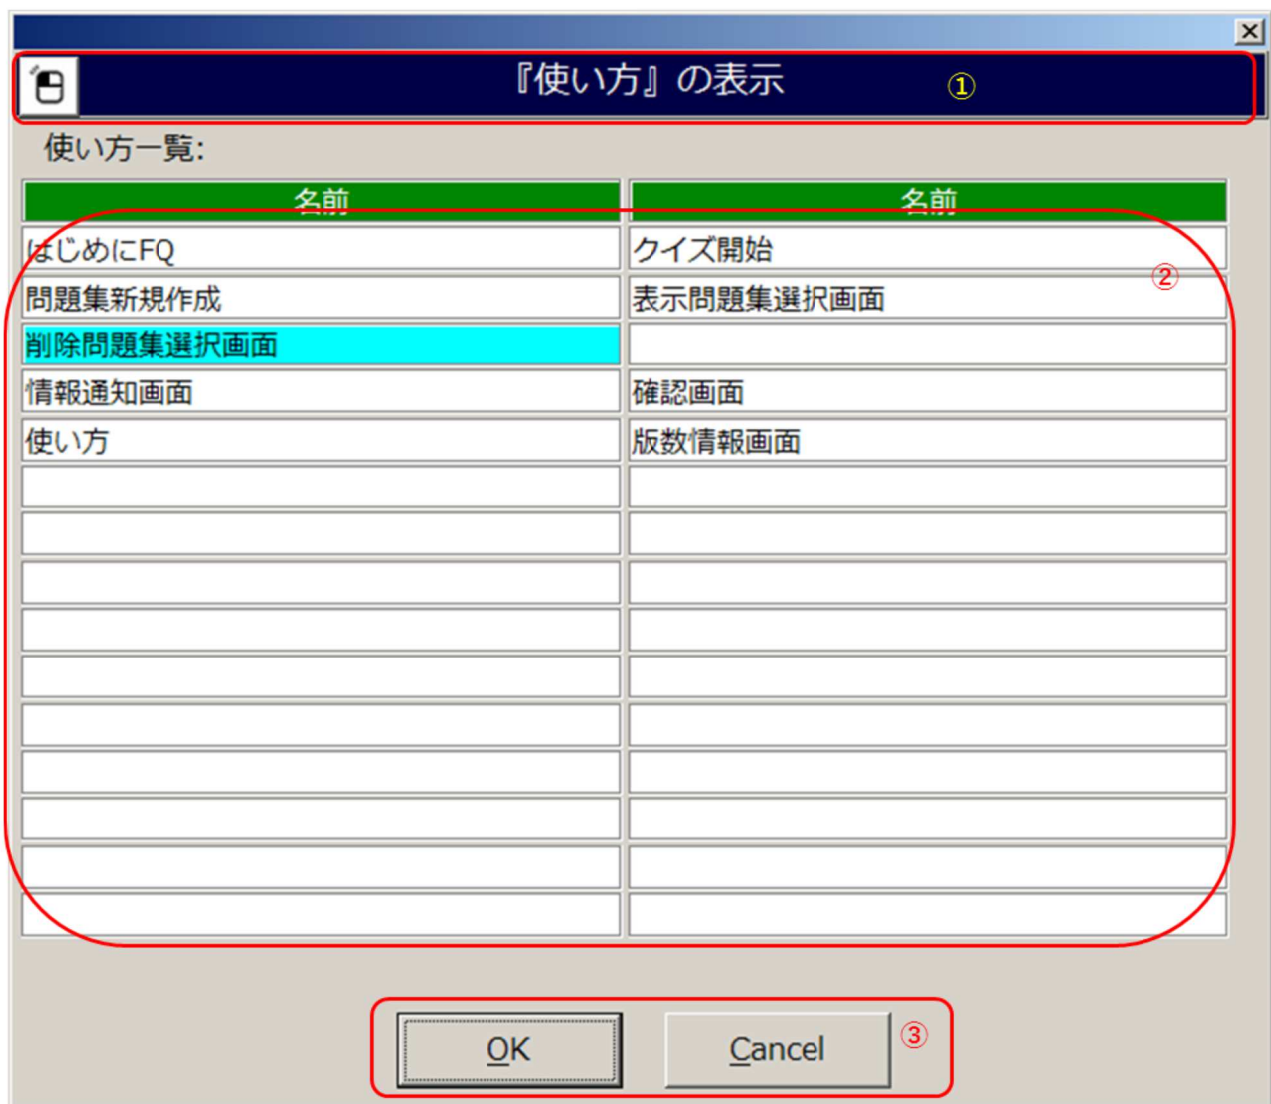 『使い方』の表示 ①
使い方一覧:
名前 名前
はじめにFQ クイズ開始 ②
問題集新規作成 表示問題集選択画面
削除問題集選択画面
情報通知画面 確認画面
使い方 版数情報画面
OK Cancel ③